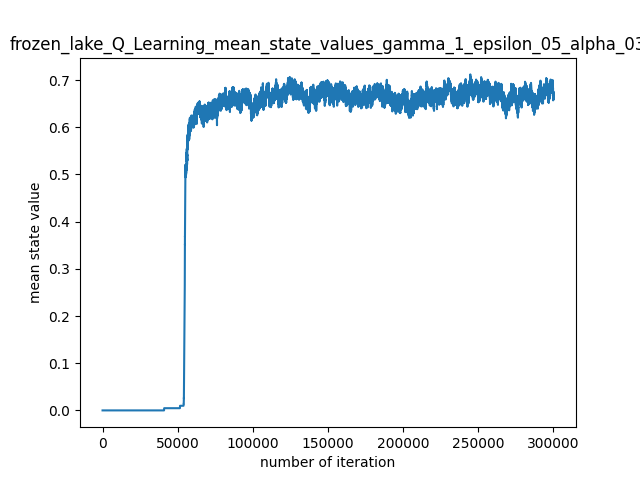 frozen_lake_Q_Learning_mean_state_values_gamma_1_epsilon_05_alpha_03
0.7
0.6
0.5
0.4
0.3
0.2
0.1
0.0
mean state value
0 50000 100000 150000 200000 250000 300000
number of iteration